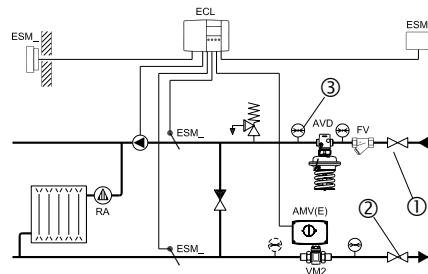 ECL
ESM_
ESM
③
ESM_
AVD
FV
①
RA
AMV(E)
②
ESM_
VM2